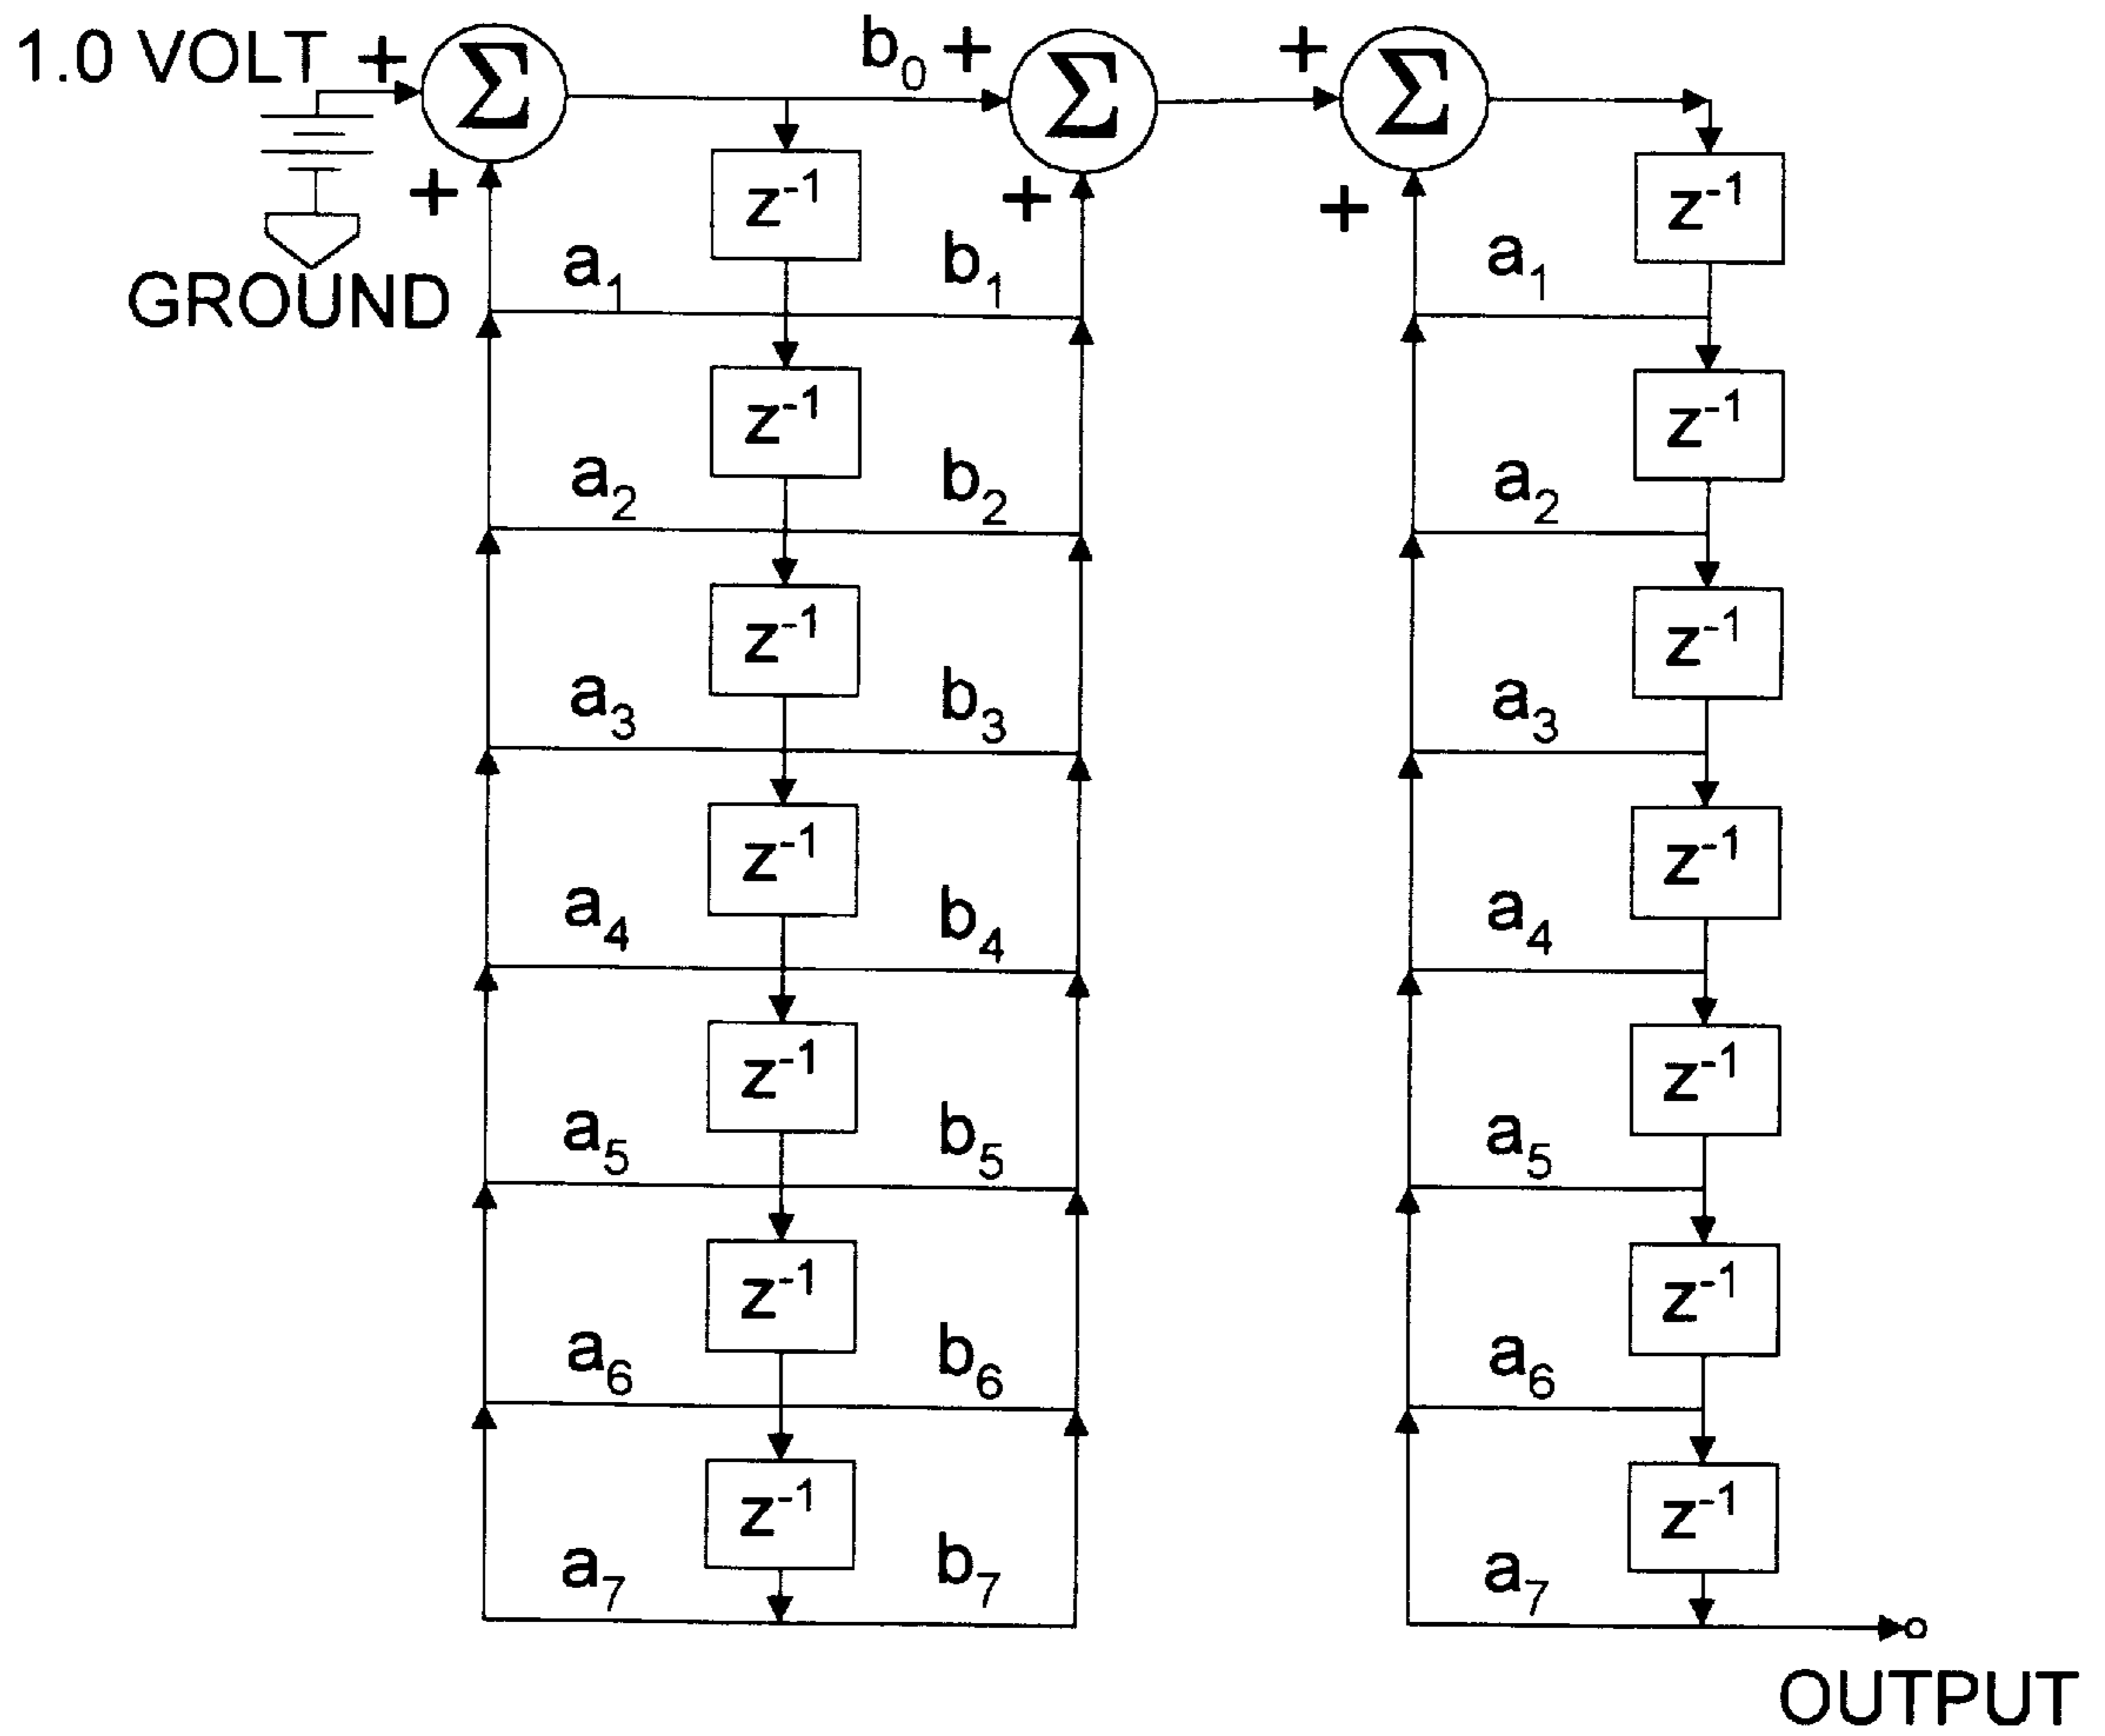 1.0 VOLT + Σ b₀ + Σ + Σ
z⁻¹ z⁻¹
+ + +
a₁ b₁ a₁
GROUND
z⁻¹ z⁻¹
a₂ b₂ a₂
z⁻¹ z⁻¹
a₃ b₃ a₃
z⁻¹ z⁻¹
a₄ b₄ a₄
z⁻¹ z⁻¹
a₅ b₅ a₅
z⁻¹ z⁻¹
a₆ b₆ a₆
z⁻¹ z⁻¹
a₇ b₇ a₇
OUTPUT